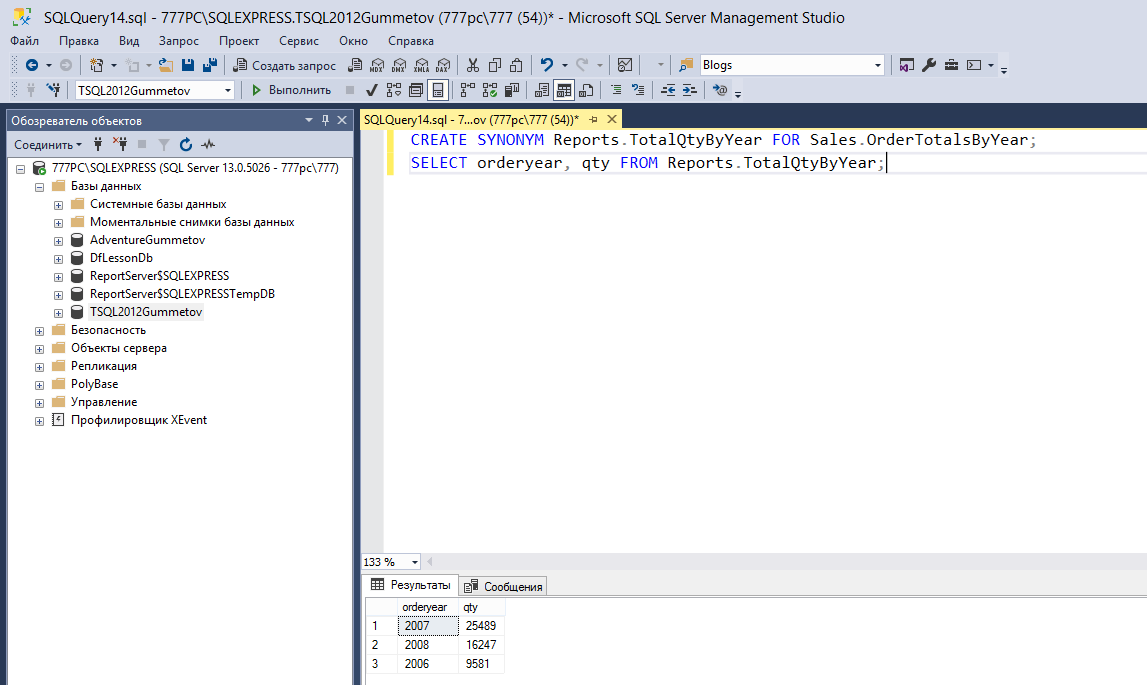 SQLQuery14.sql - 777PC\SQLEXPRESS.TSQL2012Gummetov (777pc\777 (54))* - Microsoft SQL Server Management Studio
Файл Правка Вид Запрос Проект Сервис Окно Справка
Создать запрос MDX DMX XMLA DAX Blogs
TSQL2012Gummetov Выполнить
Обозреватель объектов
SQLQuery14.sql - 7...ov (777pc\777 (54))*
Соединить
777PC\SQLEXPRESS (SQL Server 13.0.5026 - 777pc\777)
Базы данных
Системные базы данных
Моментальные снимки базы данных
AdventureGummetov
DfLessonDb
ReportServer$SQLEXPRESS
ReportServer$SQLEXPRESSTempDB
TSQL2012Gummetov
Безопасность
Объекты сервера
Репликация
PolyBase
Управление
Профилировщик XEvent
CREATE SYNONYM Reports.TotalQtyByYear FOR Sales.OrderTotalsByYear;
SELECT orderyear, qty FROM Reports.TotalQtyByYear;
133 %
Результаты Сообщения
orderyear qty
1 2007 25489
2 2008 16247
3 2006 9581